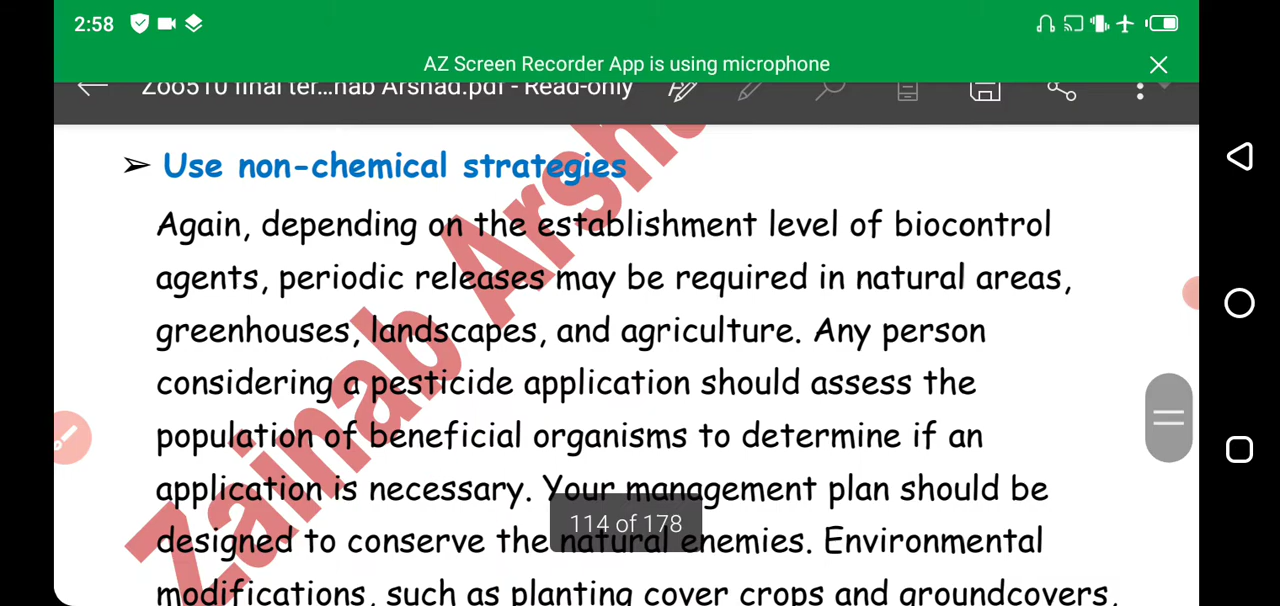 2:58
AZ Screen Recorder App is using microphone
Zoo510 final ter...nab Arshad.pdf - Read-only
➢ Use non-chemical strategies
Again, depending on the establishment level of biocontrol
agents, periodic releases may be required in natural areas,
greenhouses, landscapes, and agriculture. Any person
considering a pesticide application should assess the
population of beneficial organisms to determine if an
application is necessary. Your management plan should be
designed to conserve the natural enemies. Environmental
modifications, such as planting cover crops and groundcovers,
114 of 178
Zainab Arsha